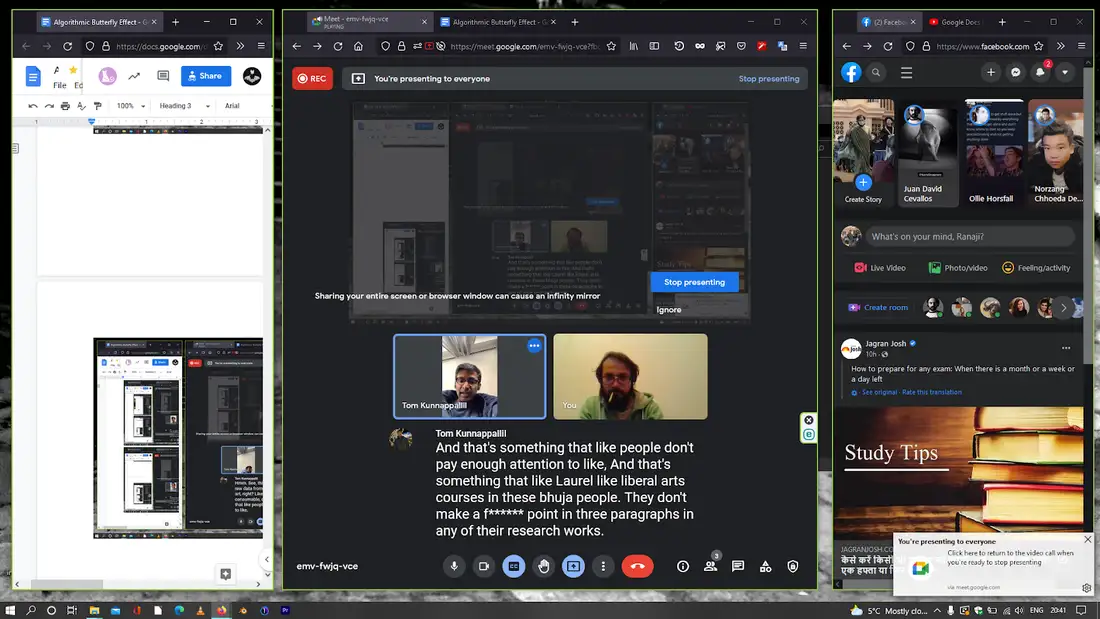 Algorithmic Butterfly Effect - G
https://docs.google.com/d
File
Share
100%
Heading 3
Arial
Meet - emv-fwjq-vce
PLAYING
Algorithmic Butterfly Effect - G
https://meet.google.com/emv-fwjq-vce?
REC
You're presenting to everyone
Stop presenting
Sharing your entire screen or browser window can cause an infinity mirror
Stop presenting
Ignore
Tom Kunnappallil
You
Tom Kunnappallil
And that's something that like people don't
pay enough attention to like, And that's
something that like Laurel like liberal arts
courses in these bhuja people. They don't
make a f****** point in three paragraphs in
any of their research works.
emv-fwjq-vce
3
(2) Faceb
Google Docs
https://www.facebook.com
2
Create Story
Juan David
Cevallos
Ollie Horsfall
Norzang
Chhoeda De...
What's on your mind, Ranaji?
Live Video
Photo/video
Feeling/activity
Create room
Jagran Josh
10h
How to prepare for any exam: When there is a month or a week or
a day left
See original · Rate this translation
Study Tips
JAGRANJOSH.C
You're presenting to everyone
Click here to return to the video call when
you're ready to stop presenting
via meet.google.com
5°C Mostly clo...
ENG
20:41